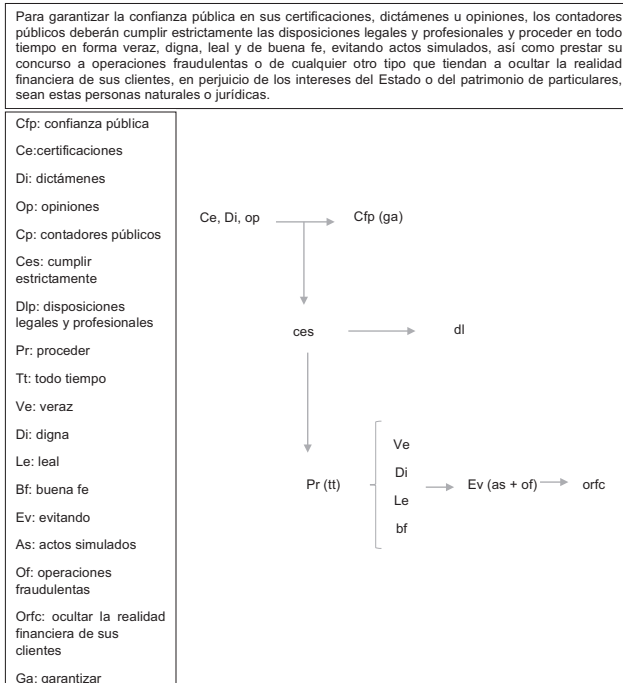 Para garantizar la confianza pública en sus certificaciones, dictámenes u opiniones, los contadores
públicos deberán cumplir estrictamente las disposiciones legales y profesionales y proceder en todo
tiempo en forma veraz, digna, leal y de buena fe, evitando actos simulados, así como prestar su
concurso a operaciones fraudulentas o de cualquier otro tipo que tiendan a ocultar la realidad
financiera de sus clientes, en perjuicio de los intereses del Estado o del patrimonio de particulares,
sean estas personas naturales o jurídicas.
Cfp: confianza pública
Ce:certificaciones
Di: dictámenes
Op: opiniones
Cp: contadores públicos
Ces: cumplir
estrictamente
Dlp: disposiciones
legales y profesionales
Pr: proceder
Tt: todo tiempo
Ve: veraz
Di: digna
Le: leal
Bf: buena fe
Ev: evitando
As: actos simulados
Of: operaciones
fraudulentas
Orfc: ocultar la realidad
financiera de sus
clientes
Ga: garantizar
Ce, Di, op
Cfp (ga)
ces
dl
Pr (tt)
Ve
Di
Le
bf
Ev (as + of)
orfc